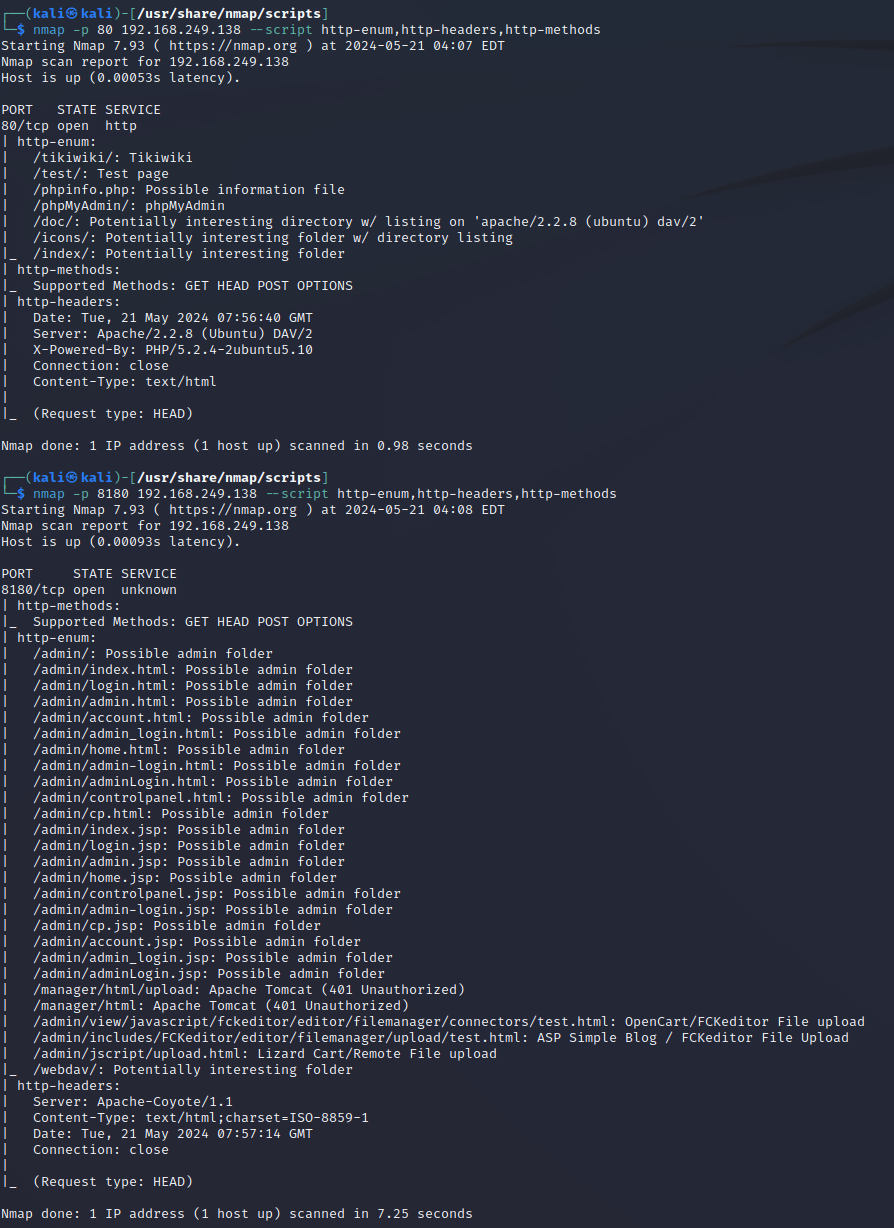 ┌──(kali㉿kali)-[/usr/share/nmap/scripts]
└─$ nmap -p 80 192.168.249.138 --script http-enum,http-headers,http-methods
Starting Nmap 7.93 ( https://nmap.org ) at 2024-05-21 04:07 EDT
Nmap scan report for 192.168.249.138
Host is up (0.00053s latency).

PORT   STATE SERVICE
80/tcp open  http
| http-enum:
|   /tikiwiki/: Tikiwiki
|   /test/: Test page
|   /phpinfo.php: Possible information file
|   /phpMyAdmin/: phpMyAdmin
|   /doc/: Potentially interesting directory w/ listing on 'apache/2.2.8 (ubuntu) dav/2'
|   /icons/: Potentially interesting folder w/ directory listing
|_  /index/: Potentially interesting folder
| http-methods:
|_  Supported Methods: GET HEAD POST OPTIONS
| http-headers:
|   Date: Tue, 21 May 2024 07:56:40 GMT
|   Server: Apache/2.2.8 (Ubuntu) DAV/2
|   X-Powered-By: PHP/5.2.4-2ubuntu5.10
|   Connection: close
|   Content-Type: text/html
|
|_  (Request type: HEAD)

Nmap done: 1 IP address (1 host up) scanned in 0.98 seconds

┌──(kali㉿kali)-[/usr/share/nmap/scripts]
└─$ nmap -p 8180 192.168.249.138 --script http-enum,http-headers,http-methods
Starting Nmap 7.93 ( https://nmap.org ) at 2024-05-21 04:08 EDT
Nmap scan report for 192.168.249.138
Host is up (0.00093s latency).

PORT     STATE SERVICE
8180/tcp open  unknown
| http-methods:
|_  Supported Methods: GET HEAD POST OPTIONS
| http-enum:
|   /admin/: Possible admin folder
|   /admin/index.html: Possible admin folder
|   /admin/login.html: Possible admin folder
|   /admin/admin.html: Possible admin folder
|   /admin/account.html: Possible admin folder
|   /admin/admin_login.html: Possible admin folder
|   /admin/home.html: Possible admin folder
|   /admin/admin-login.html: Possible admin folder
|   /admin/adminLogin.html: Possible admin folder
|   /admin/controlpanel.html: Possible admin folder
|   /admin/cp.html: Possible admin folder
|   /admin/index.jsp: Possible admin folder
|   /admin/login.jsp: Possible admin folder
|   /admin/admin.jsp: Possible admin folder
|   /admin/home.jsp: Possible admin folder
|   /admin/controlpanel.jsp: Possible admin folder
|   /admin/admin-login.jsp: Possible admin folder
|   /admin/cp.jsp: Possible admin folder
|   /admin/account.jsp: Possible admin folder
|   /admin/admin_login.jsp: Possible admin folder
|   /admin/adminLogin.jsp: Possible admin folder
|   /manager/html/upload: Apache Tomcat (401 Unauthorized)
|   /manager/html: Apache Tomcat (401 Unauthorized)
|   /admin/view/javascript/fckeditor/editor/filemanager/connectors/test.html: OpenCart/FCKeditor File upload
|   /admin/includes/FCKeditor/editor/filemanager/upload/test.html: ASP Simple Blog / FCKeditor File Upload
|   /admin/jscript/upload.html: Lizard Cart/Remote File upload
|_  /webdav/: Potentially interesting folder
| http-headers:
|   Server: Apache-Coyote/1.1
|   Content-Type: text/html;charset=ISO-8859-1
|   Date: Tue, 21 May 2024 07:57:14 GMT
|   Connection: close
|
|_  (Request type: HEAD)

Nmap done: 1 IP address (1 host up) scanned in 7.25 seconds